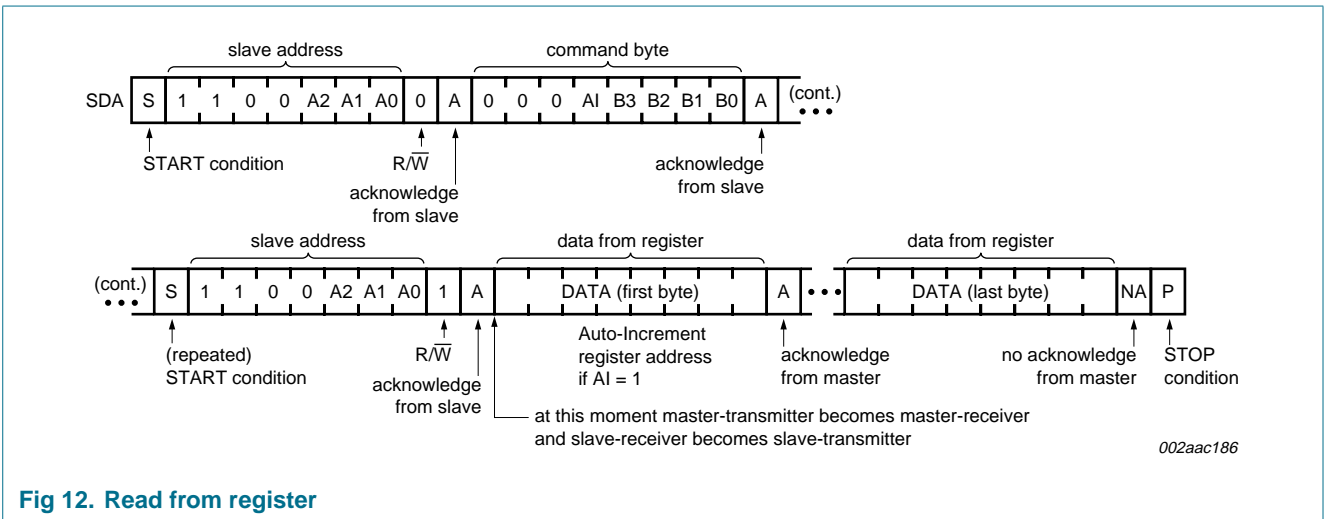 slave address command byte
SDA S 1 1 0 0 A2 A1 A0 0 A 0 0 0 AI B3 B2 B1 B0 A (cont.)
START condition R/W̅ acknowledge from slave acknowledge from slave
slave address data from register data from register
(cont.) S 1 1 0 0 A2 A1 A0 1 A DATA (first byte) A DATA (last byte) NA P
(repeated)
START condition
R/W̅
acknowledge
from slave
Auto-Increment
register address
if AI = 1
acknowledge
from master
no acknowledge
from master
STOP
condition
at this moment master-transmitter becomes master-receiver
and slave-receiver becomes slave-transmitter
002aac186
Fig 12. Read from register